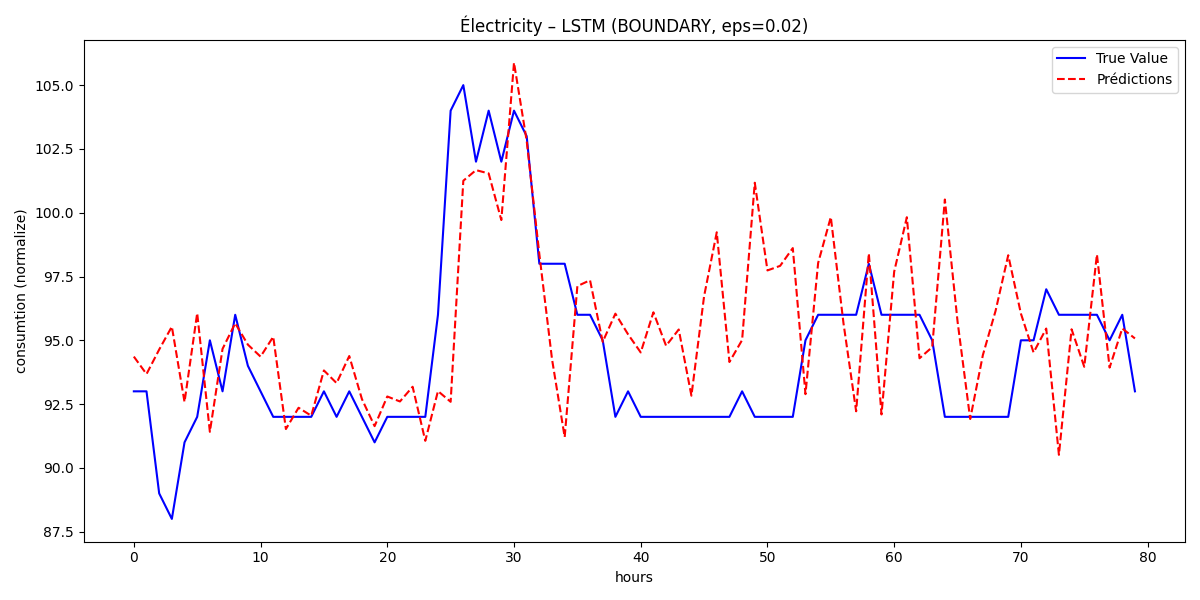 Électricity – LSTM (BOUNDARY, eps=0.02)
True Value
Prédictions
consumtion (normalize)
105.0
102.5
100.0
97.5
95.0
92.5
90.0
87.5
0 10 20 30 40 50 60 70 80
hours